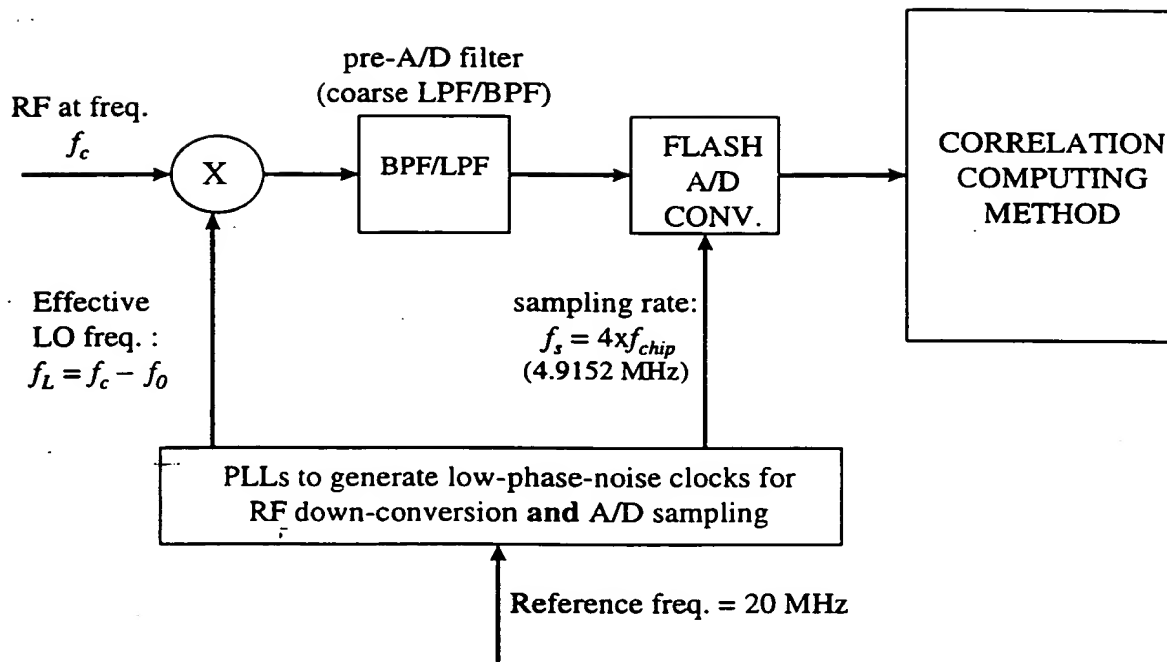 pre-A/D filter
(coarse LPF/BPF)
RF at freq.
f_c
X
BPF/LPF
FLASH
A/D
CONV.
CORRELATION
COMPUTING
METHOD
Effective
LO freq. :
f_L = f_c – f_0
sampling rate:
f_s = 4xf_chip
(4.9152 MHz)
PLLs to generate low-phase-noise clocks for
RF down-conversion and A/D sampling
Reference freq. = 20 MHz